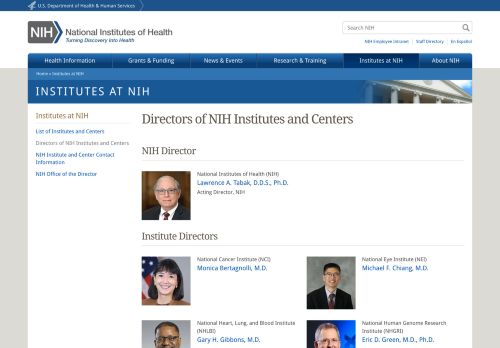 U.S. Department of Health & Human Services
NIH National Institutes of Health
Turning Discovery Into Health
Search NIH
NIH Employee Intranet | Staff Directory | En Español
Health Information Grants & Funding News & Events Research & Training Institutes at NIH About NIH
Home » Institutes at NIH
INSTITUTES AT NIH
Institutes at NIH
List of Institutes and Centers
Directors of NIH Institutes and Centers
NIH Institute and Center Contact
Information
NIH Office of the Director
Directors of NIH Institutes and Centers
NIH Director
National Institutes of Health (NIH)
Lawrence A. Tabak, D.D.S., Ph.D.
Acting Director, NIH
Institute Directors
National Cancer Institute (NCI)
Monica Bertagnolli, M.D.
National Eye Institute (NEI)
Michael F. Chiang, M.D.
National Heart, Lung, and Blood Institute
(NHLBI)
Gary H. Gibbons, M.D.
National Human Genome Research
Institute (NHGRI)
Eric D. Green, M.D., Ph.D.